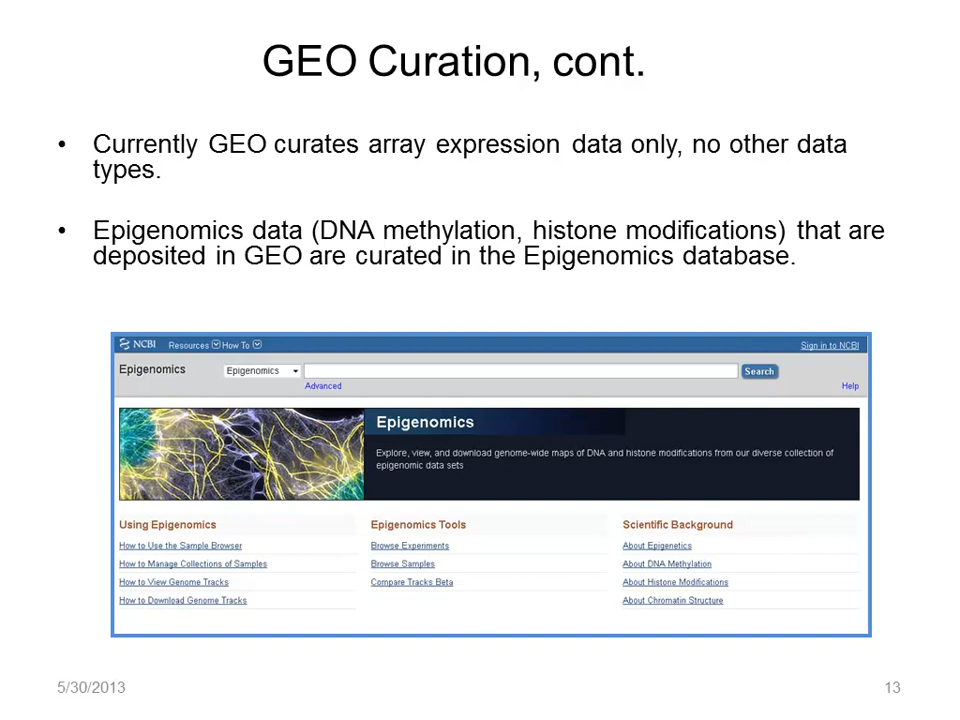 GEO Curation, cont.
• Currently GEO curates array expression data only, no other data
types.
• Epigenomics data (DNA methylation, histone modifications) that are
deposited in GEO are curated in the Epigenomics database.
NCBI Resources How To Sign in to NCBI
Epigenomics Epigenomics Search
Advanced Help
Epigenomics
Explore, view, and download genome-wide maps of DNA and histone modifications from our diverse collection of
epigenomic data sets
Using Epigenomics
How to Use the Sample Browser
How to Manage Collections of Samples
How to View Genome Tracks
How to Download Genome Tracks
Epigenomics Tools
Browse Experiments
Browse Samples
Compare Tracks Beta
Scientific Background
About Epigenetics
About DNA Methylation
About Histone Modifications
About Chromatin Structure
5/30/2013 13